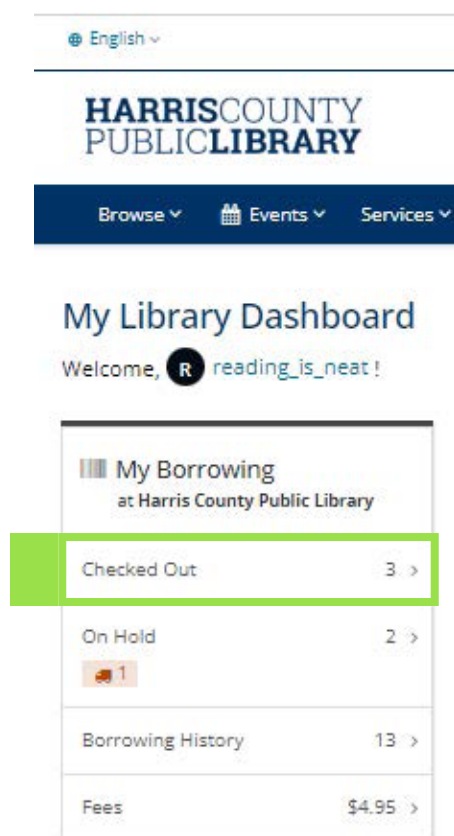 English
HARRISCOUNTY
PUBLICLIBRARY
Browse Events Services
My Library Dashboard
Welcome, R reading_is_neat !
My Borrowing
at Harris County Public Library
Checked Out 3 >
On Hold 2 >
1
Borrowing History 13 >
Fees $4.95 >